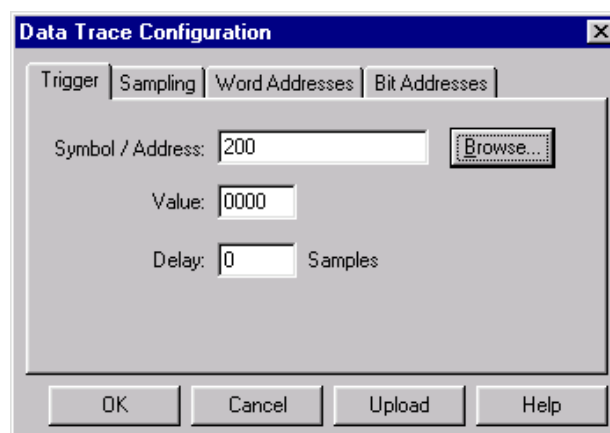 Data Trace Configuration
Trigger Sampling Word Addresses Bit Addresses
Symbol / Address: 200 Browse...
Value: 0000
Delay: 0 Samples
OK Cancel Upload Help